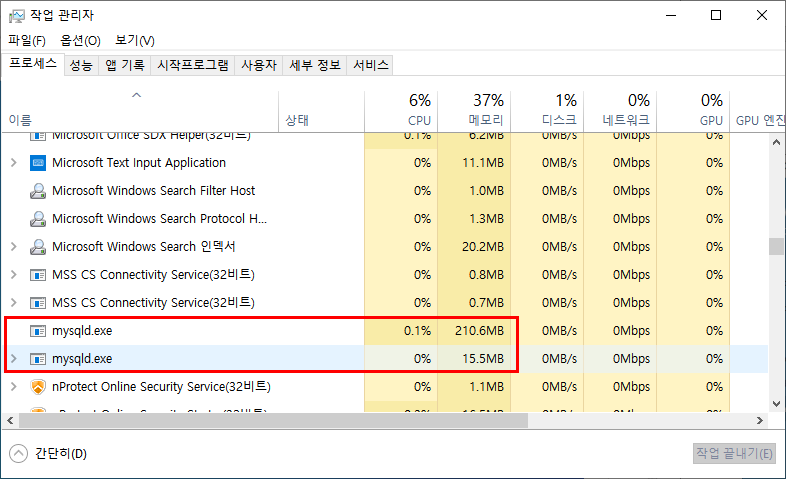 작업 관리자
파일(F) 옵션(O) 보기(V)
프로세스 성능 앱 기록 시작프로그램 사용자 세부 정보 서비스
6% 37% 1% 0% 0%
이름 상태 CPU 메모리 디스크 네트워크 GPU GPU 엔진
Microsoft Office SDX Helper(32비트) 0.1% 6.2MB 0MB/s 0Mbps 0%
Microsoft Text Input Application 0% 11.1MB 0MB/s 0Mbps 0%
Microsoft Windows Search Filter Host 0% 1.0MB 0MB/s 0Mbps 0%
Microsoft Windows Search Protocol H... 0% 1.3MB 0MB/s 0Mbps 0%
Microsoft Windows Search 인덱서 0% 20.2MB 0MB/s 0Mbps 0%
MSS CS Connectivity Service(32비트) 0% 0.8MB 0MB/s 0Mbps 0%
MSS CS Connectivity Service(32비트) 0% 0.7MB 0MB/s 0Mbps 0%
mysqld.exe 0.1% 210.6MB 0MB/s 0Mbps 0%
mysqld.exe 0% 15.5MB 0MB/s 0Mbps 0%
nProtect Online Security Service(32비트) 0% 1.1MB 0MB/s 0Mbps 0%
nProtect Online Security 16.5MB 0MB/s 0Mbps 0%
간단히(D) 작업 끝내기(E)